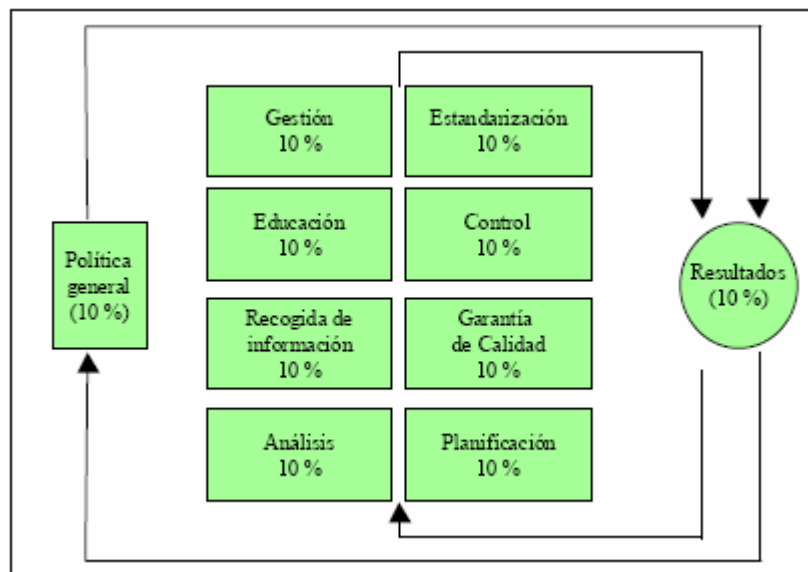 Gestión
10 %
Estandarización
10 %
Educación
10 %
Control
10 %
Política
general
(10 %)
Resultados
(10 %)
Recogida de
información
10 %
Garantía
de Calidad
10 %
Análisis
10 %
Planificación
10 %